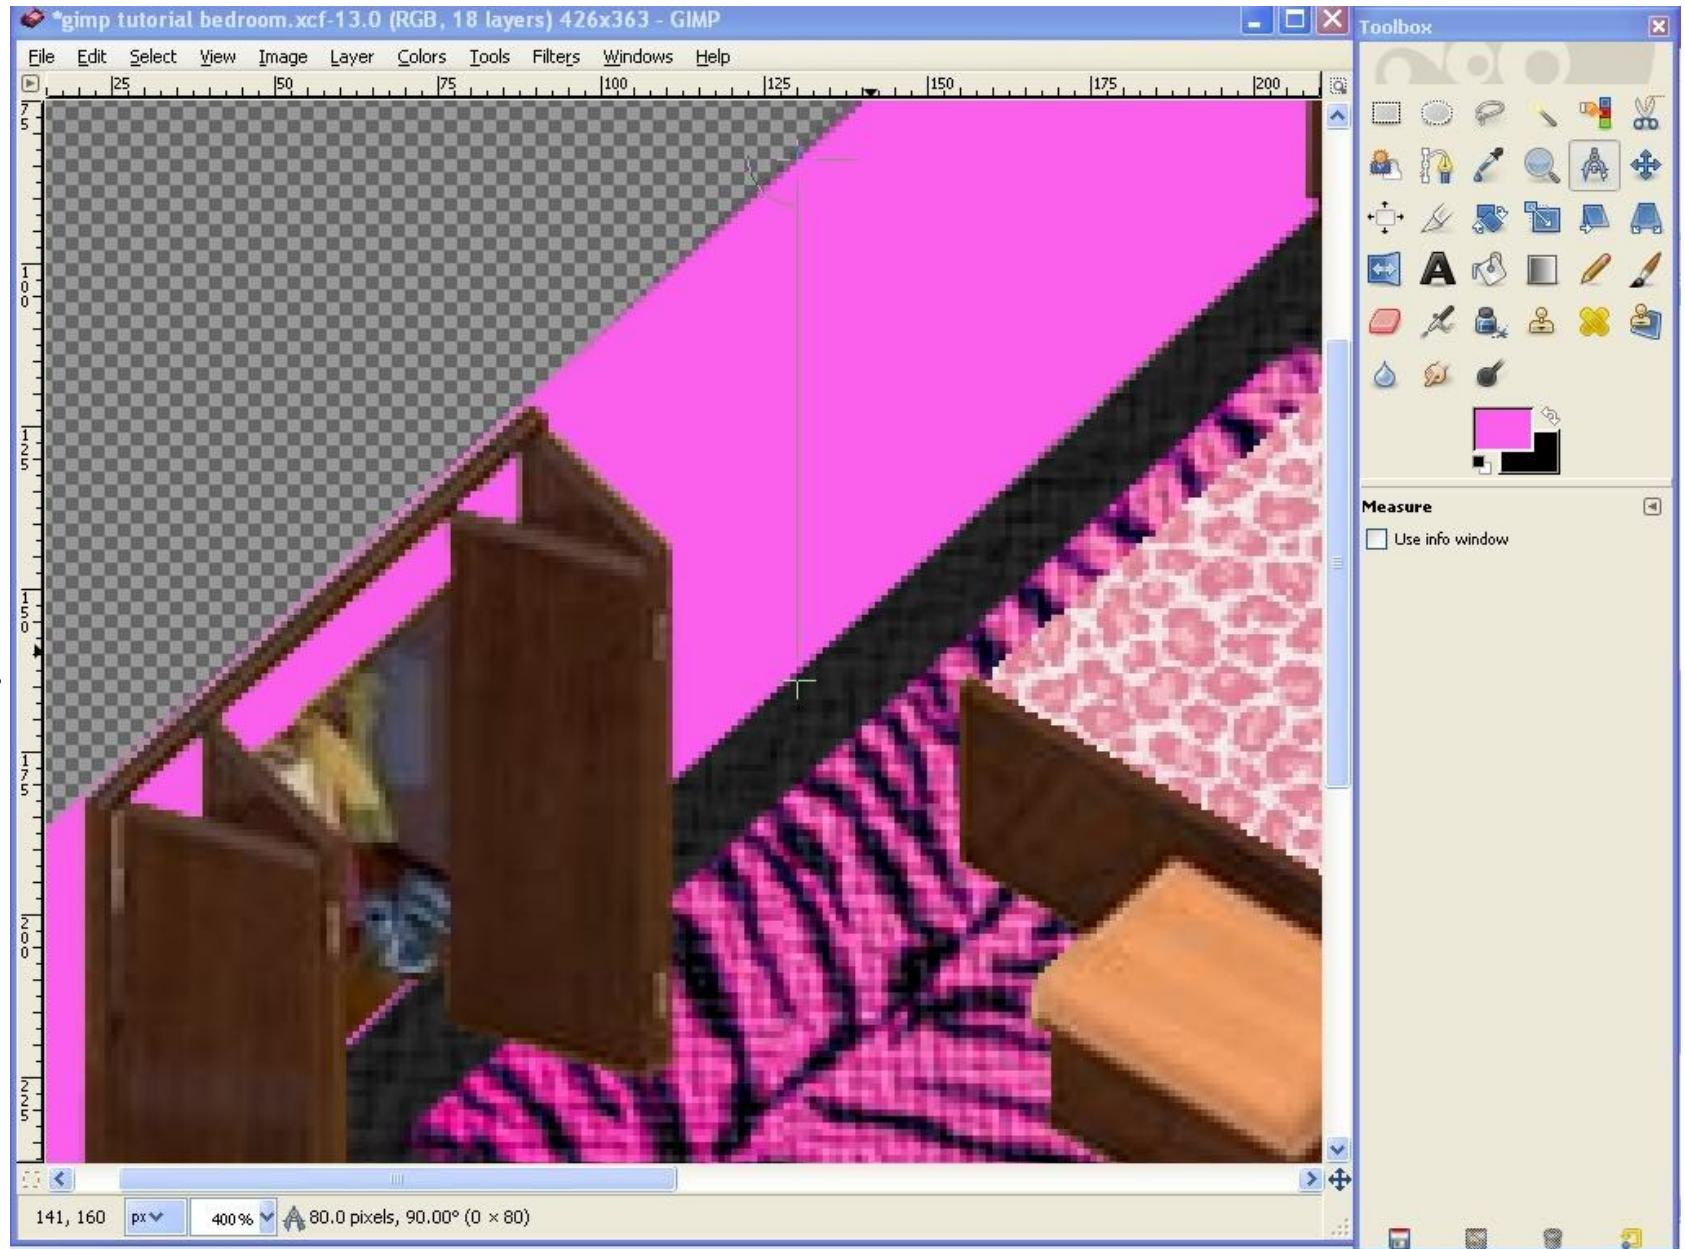 *gimp tutorial bedroom.xcf-13.0 (RGB, 18 layers) 426x363 - GIMP
Toolbox
File Edit Select View Image Layer Colors Tools Filters Windows Help
25 50 75 100 125 150 175 200
75
100
125
150
175
200
225
Measure
Use info window
141, 160 px 400% 80.0 pixels, 90.00° (0 × 80)